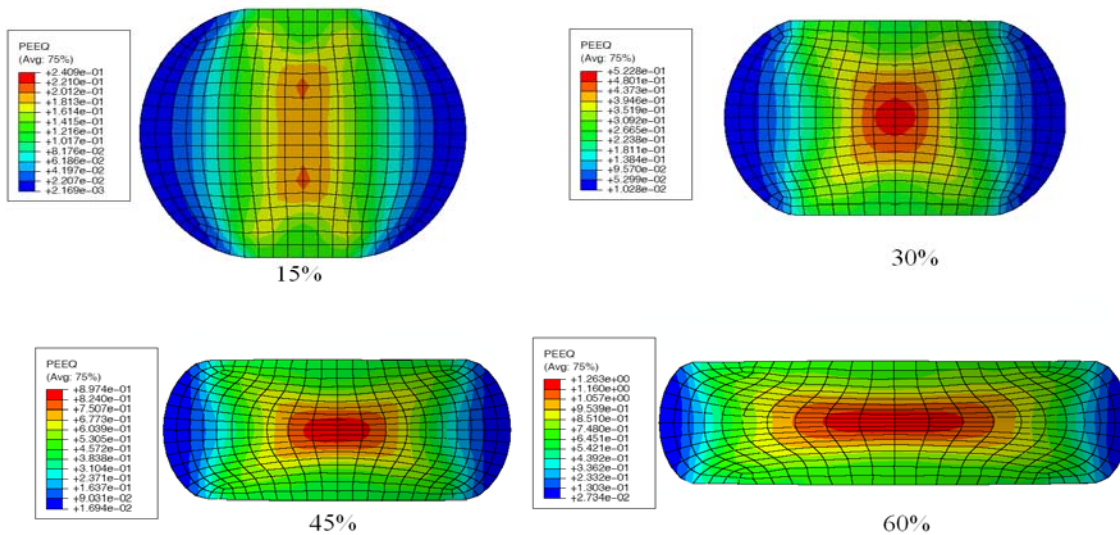 PEEQ
(Avg: 75%)
+2.409e-01
+2.210e-01
+2.012e-01
+1.813e-01
+1.614e-01
+1.415e-01
+1.216e-01
+1.017e-01
+8.176e-02
+6.186e-02
+4.197e-02
+2.207e-02
+2.169e-03
15%
PEEQ
(Avg: 75%)
+5.228e-01
+4.801e-01
+4.373e-01
+3.946e-01
+3.519e-01
+3.092e-01
+2.665e-01
+2.238e-01
+1.811e-01
+1.384e-01
+9.570e-02
+5.299e-02
+1.028e-02
30%
PEEQ
(Avg: 75%)
+8.974e-01
+8.240e-01
+7.507e-01
+6.773e-01
+6.039e-01
+5.305e-01
+4.572e-01
+3.838e-01
+3.104e-01
+2.371e-01
+1.637e-01
+9.031e-02
+1.694e-02
45%
PEEQ
(Avg: 75%)
+1.263e+00
+1.160e+00
+1.057e+00
+9.539e-01
+8.510e-01
+7.480e-01
+6.451e-01
+5.421e-01
+4.392e-01
+3.362e-01
+2.332e-01
+1.303e-01
+2.734e-02
60%